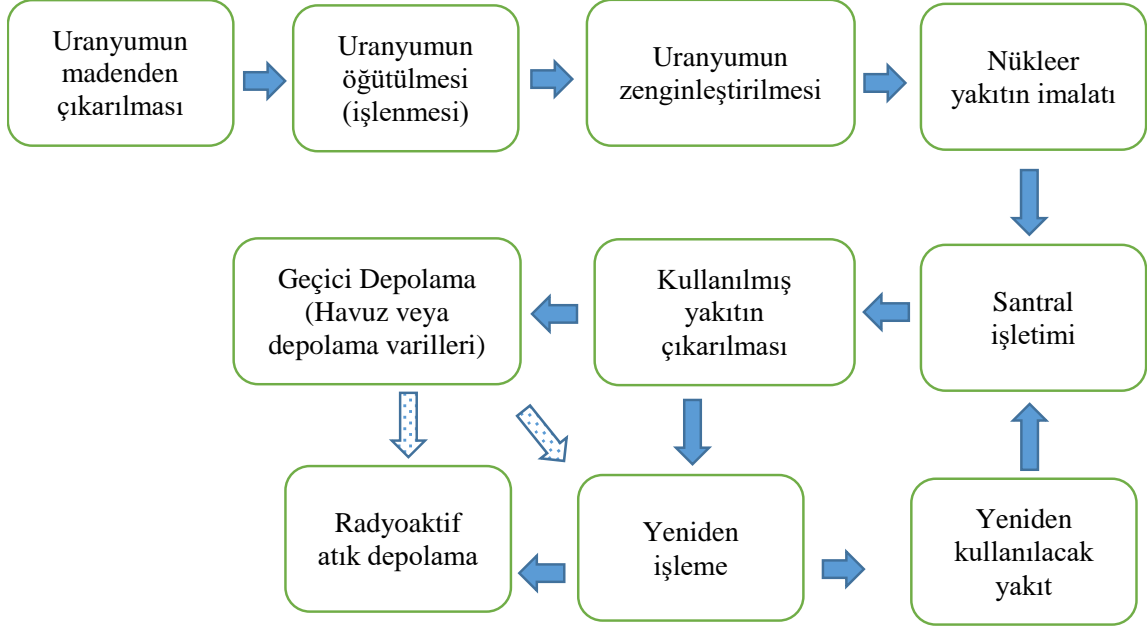 Uranyumun
madenden
çıkarılması
Uranyumun
öğütülmesi
(işlenmesi)
Uranyumun
zenginleştirilmesi
Nükleer
yakıtın imalatı
Geçici Depolama
(Havuz veya
depolama varilleri)
Kullanılmış
yakıtın
çıkarılması
Santral
işletimi
Radyoaktif
atık depolama
Yeniden
işleme
Yeniden
kullanılacak
yakıt